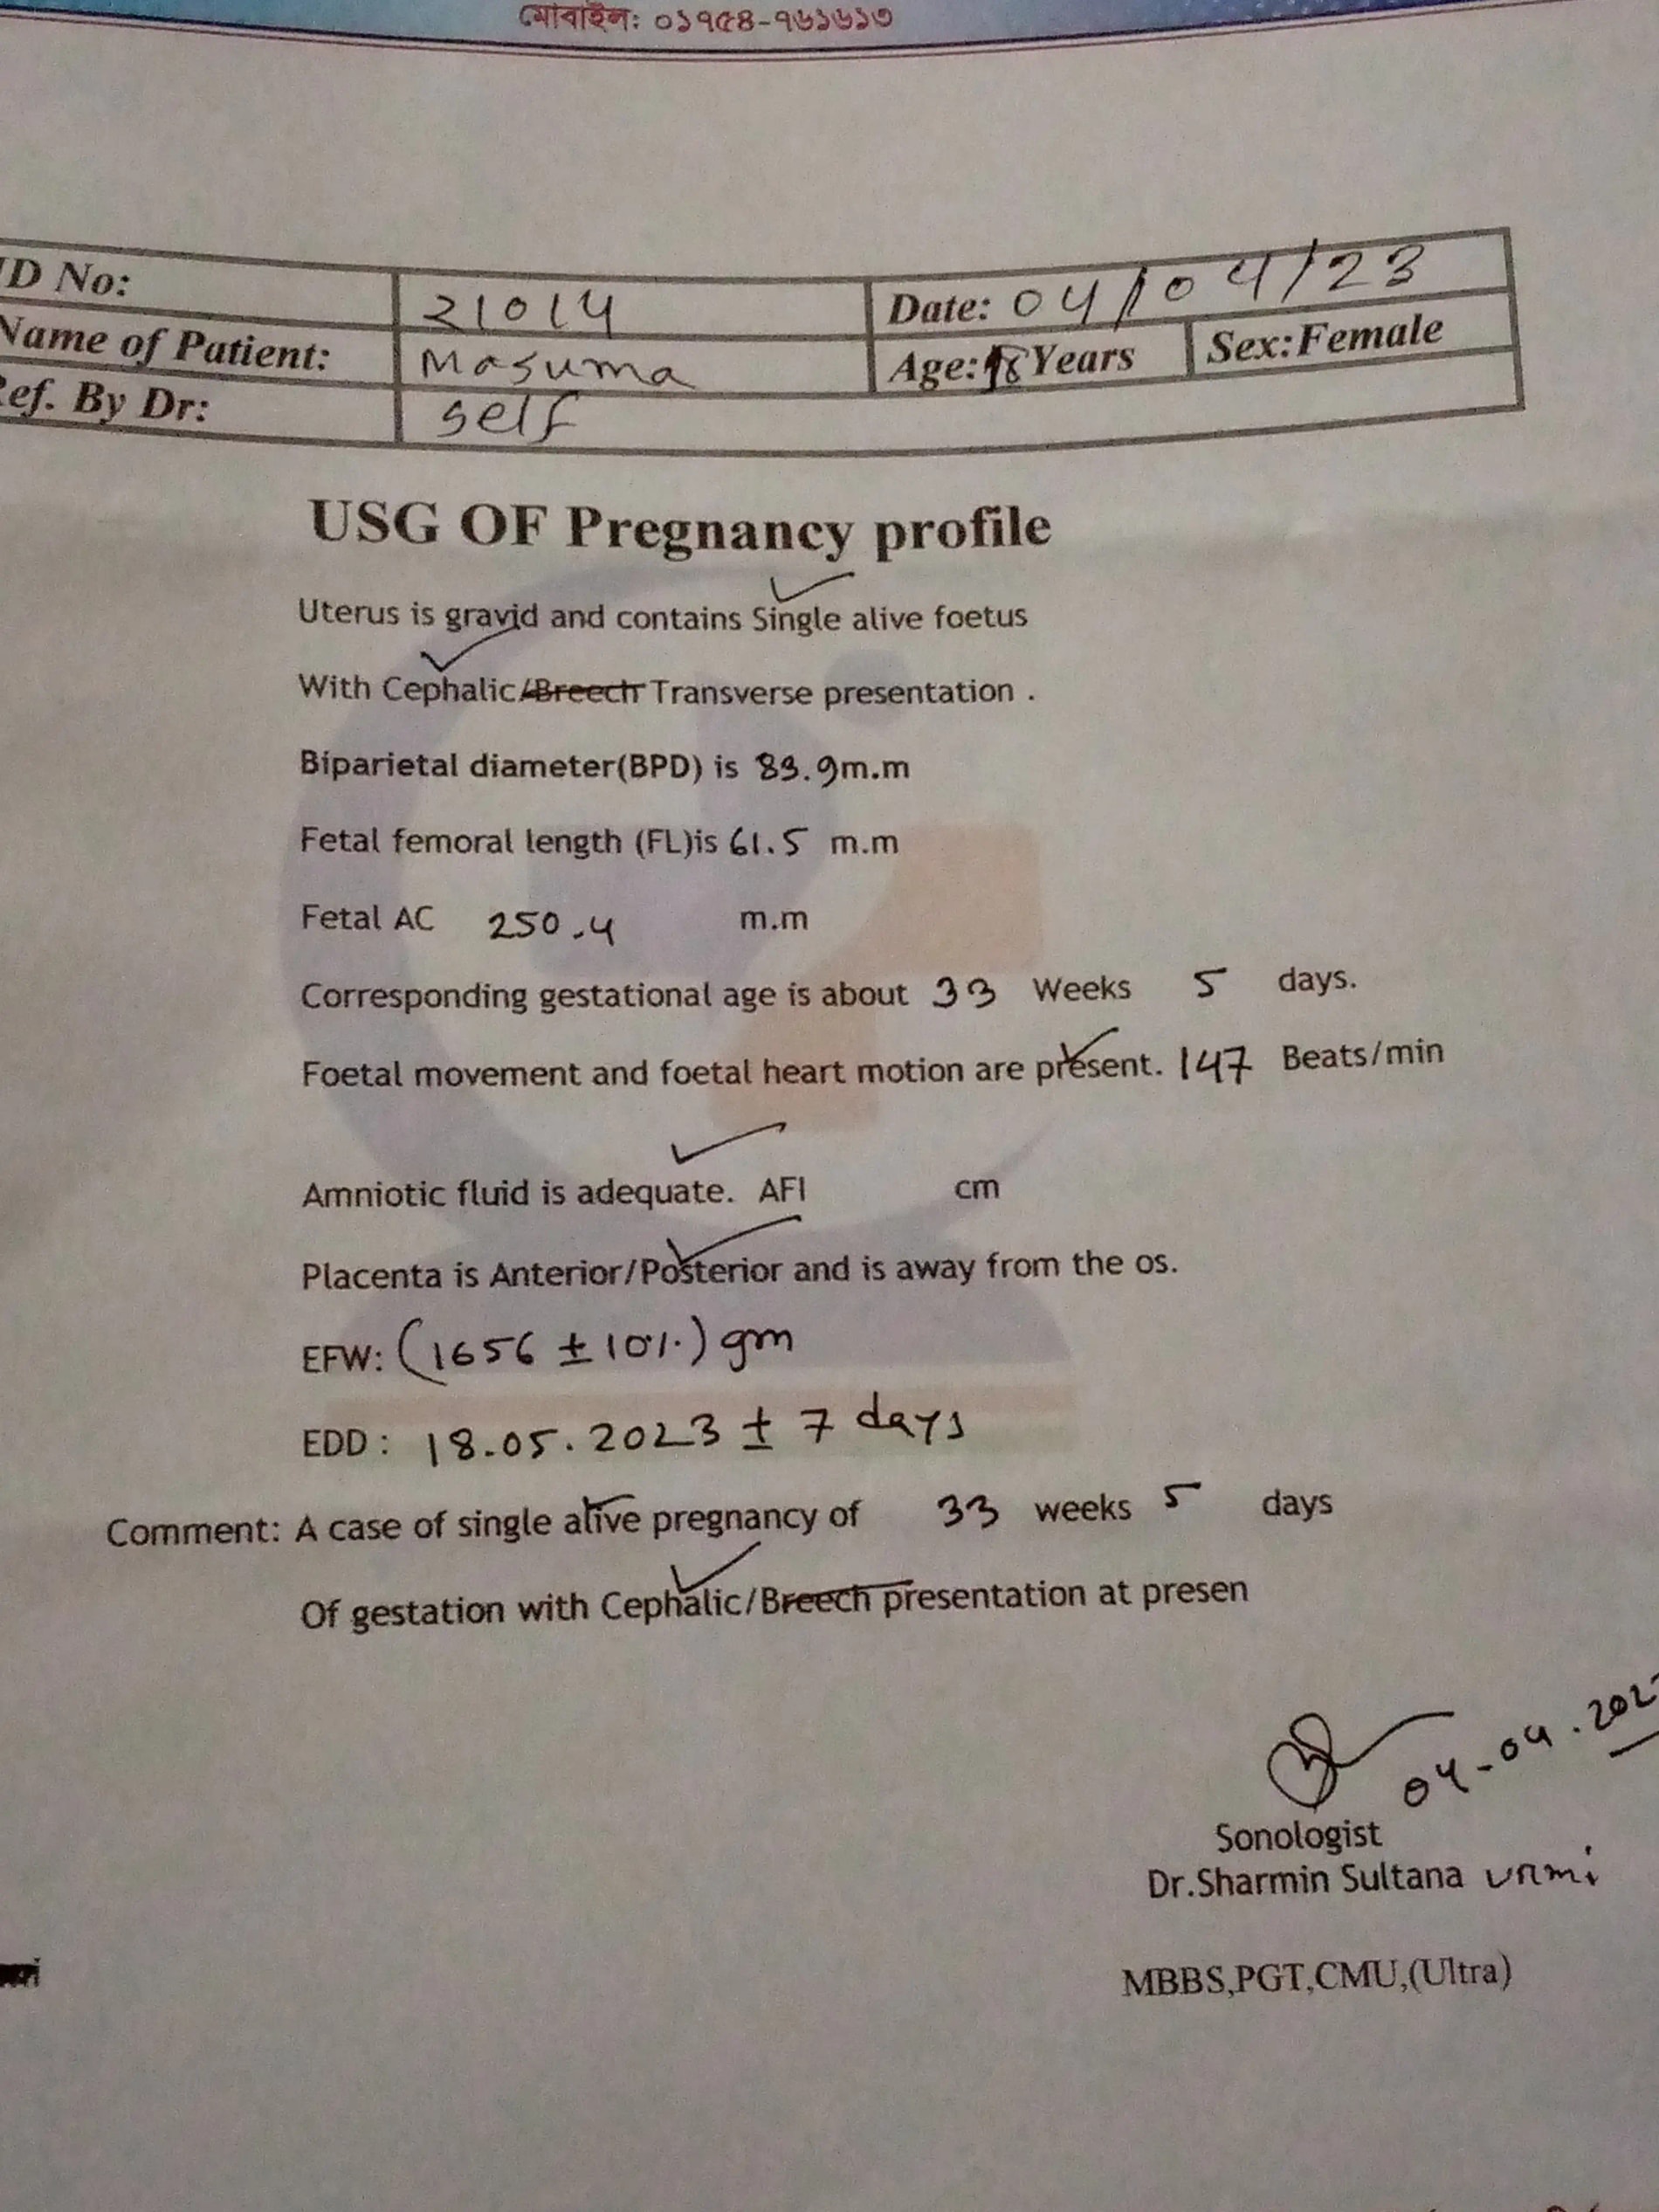 মোবাইল: ০১৭৫৪-৭৬১৬১৩
ID No: 21014 Date: 04/04/23
Name of Patient: Masuma Age: 18 Years Sex:Female
Ref. By Dr: self
USG OF Pregnancy profile
Uterus is gravid and contains Single alive foetus
With Cephalic/Breech Transverse presentation .
Biparietal diameter(BPD) is 83.9m.m
Fetal femoral length (FL)is 61.5 m.m
Fetal AC 250.4 m.m
Corresponding gestational age is about 33 Weeks 5 days.
Foetal movement and foetal heart motion are present. 147 Beats/min
Amniotic fluid is adequate. AFI cm
Placenta is Anterior/Posterior and is away from the os.
EFW: (1656 ± 10%) gm
EDD : 18.05.2023 ± 7 days
Comment: A case of single alive pregnancy of 33 weeks 5 days
Of gestation with Cephalic/Breech presentation at presen
04-04.202
Sonologist
Dr.Sharmin Sultana urmi
MBBS,PGT,CMU,(Ultra)